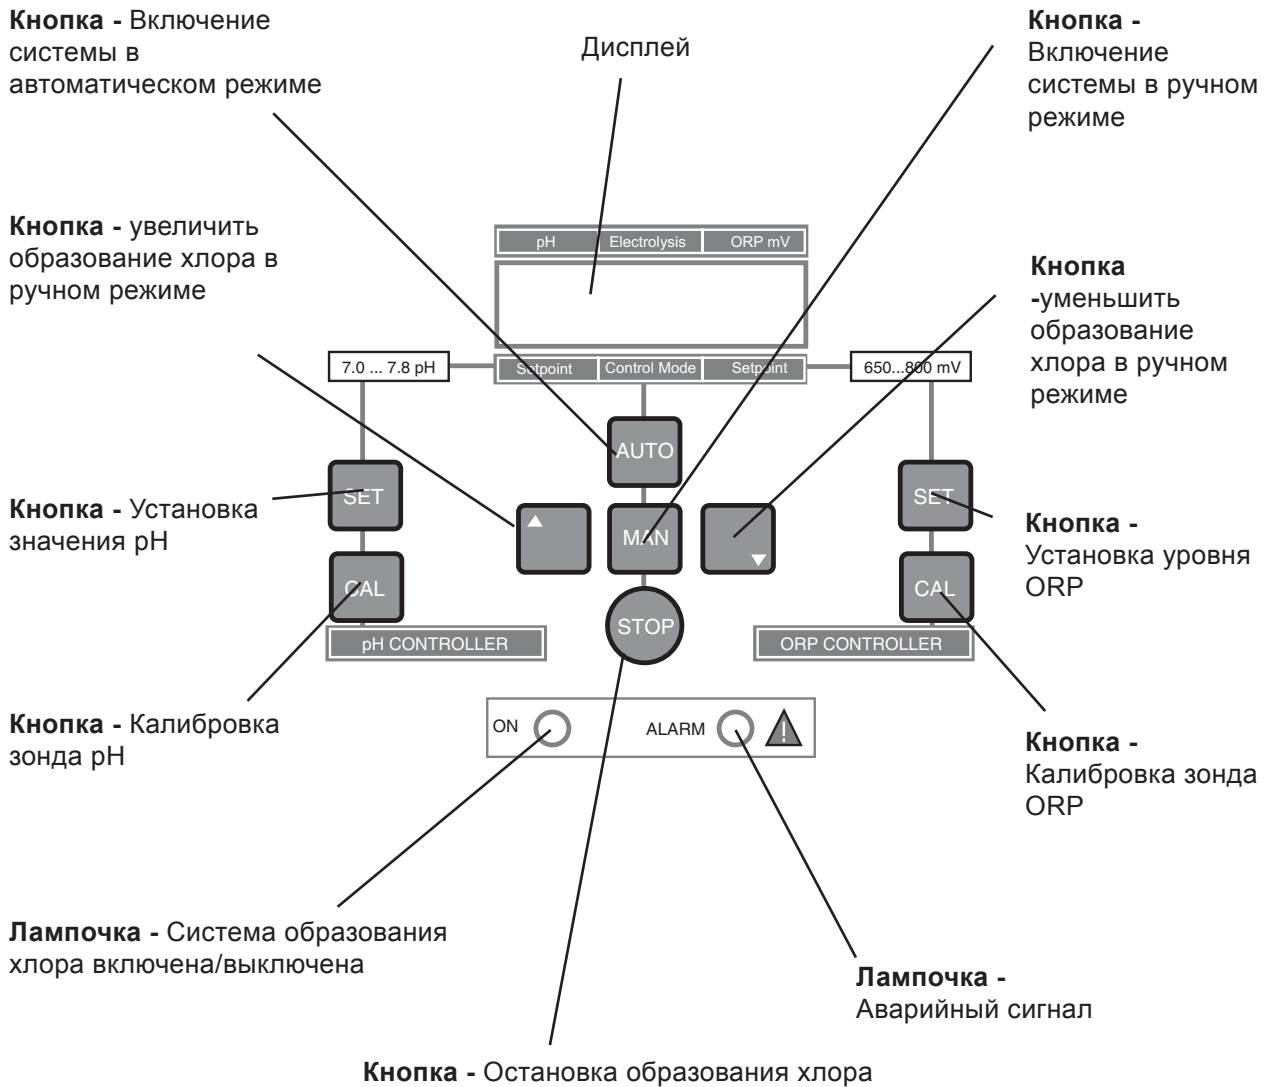 Кнопка - Включение
системы в
автоматическом режиме
Дисплей
Кнопка -
Включение
системы в ручном
режиме
Кнопка - увеличить
образование хлора в
ручном режиме
pH Electrolysis ORP mV
Кнопка
-уменьшить
образование
хлора в ручном
режиме
7.0 ... 7.8 pH
Setpoint Control Mode Setpoint
650...800 mV
AUTO
SET
MAN
SET
Кнопка - Установка
значения pH
Кнопка -
Установка уровня
ORP
CAL
STOP
CAL
pH CONTROLLER
ORP CONTROLLER
Кнопка - Калибровка
зонда pH
ON
ALARM
!
Кнопка -
Калибровка зонда
ORP
Лампочка - Система образования
хлора включена/выключена
Лампочка -
Аварийный сигнал
Кнопка - Остановка образования хлора